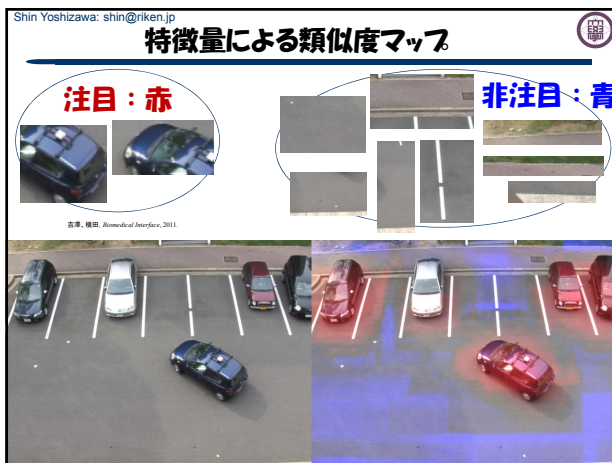 Shin Yoshizawa: shin@riken.jp
特徴量による類似度マップ
注目：赤
非注目：青
吉澤、横田, Biomedical Interface, 2011.